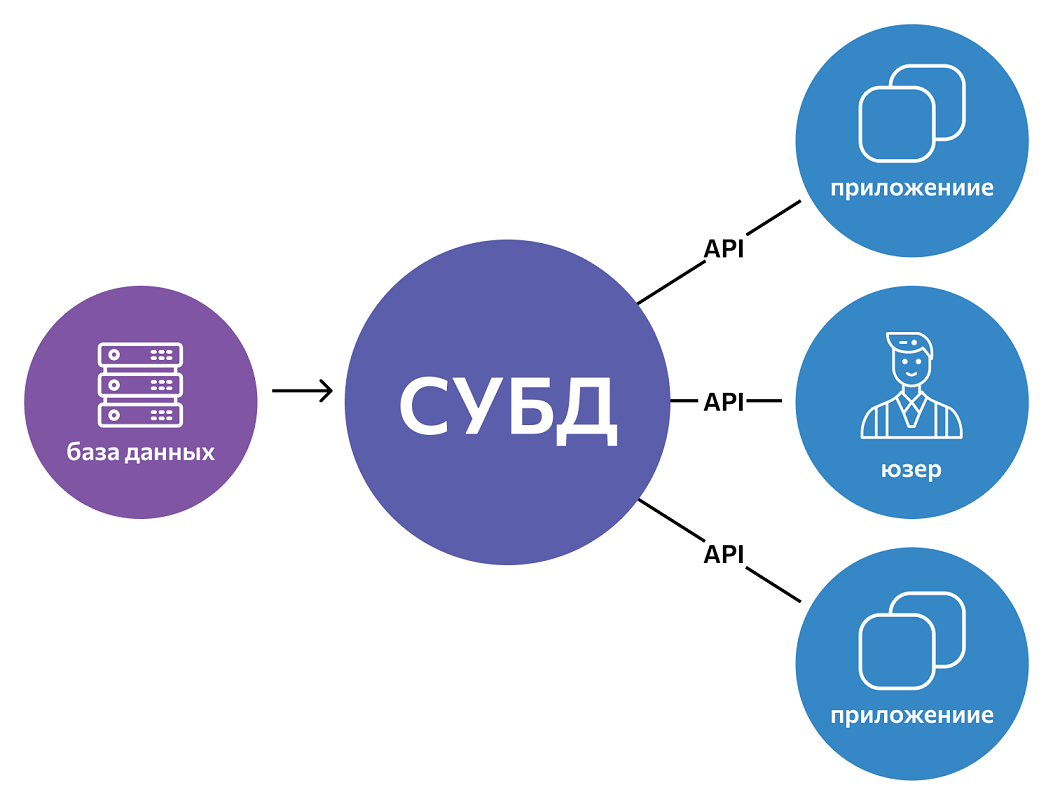 приложениие
API
база данных
СУБД
API
юзер
API
приложениие